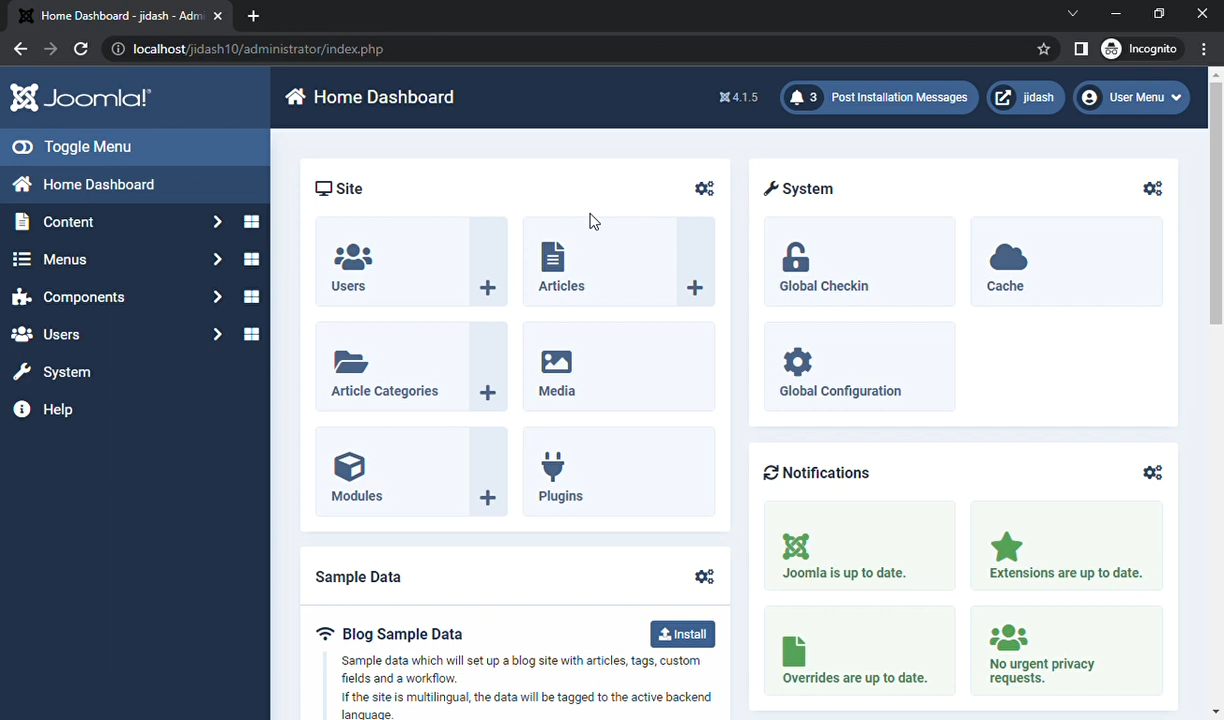 Home Dashboard - jidash - Adm
localhost/jidash10/administrator/index.php
Incognito
Joomla!
Home Dashboard
4.1.5
3
Post Installation Messages
jidash
User Menu
Toggle Menu
Home Dashboard
Content
Menus
Components
Users
System
Help
Site
Users
Articles
Article Categories
Media
Modules
Plugins
Sample Data
Blog Sample Data
Install
Sample data which will set up a blog site with articles, tags, custom
fields and a workflow.
If the site is multilingual, the data will be tagged to the active backend
language.
System
Global Checkin
Cache
Global Configuration
Notifications
Joomla is up to date.
Extensions are up to date.
Overrides are up to date.
No urgent privacy
requests.